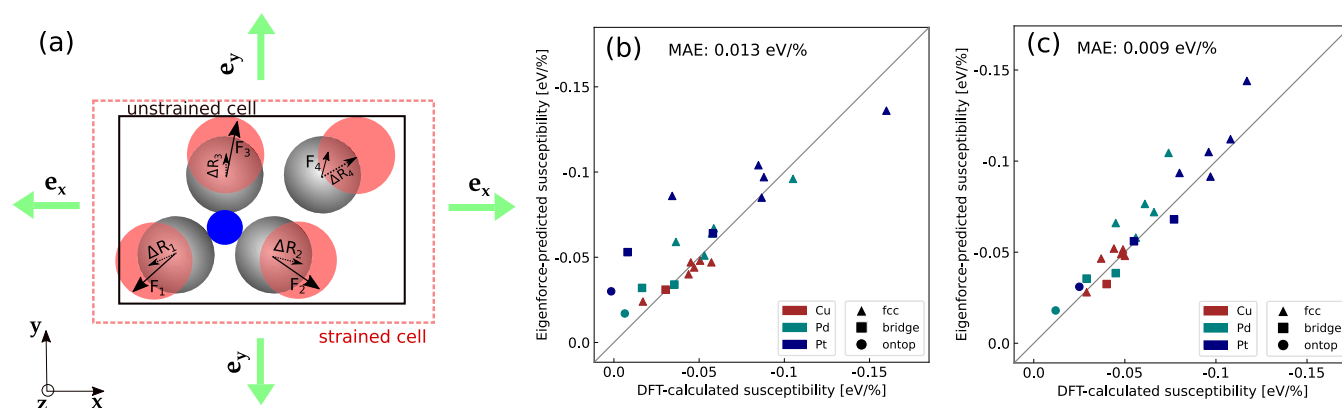 (a)
e_y
unstrained cell
F_3
ΔR_3
F_4
ΔR_4
e_x
e_x
ΔR_1
F_1
ΔR_2
F_2
strained cell
e_y
y
z
x
(b)
MAE: 0.013 eV/%
Eigenforce-predicted susceptibility [eV/%]
-0.15
-0.10
-0.05
0.0
Cu
Pd
Pt
fcc
bridge
ontop
0.0
-0.05
-0.10
-0.15
DFT-calculated susceptibility [eV/%]
(c)
MAE: 0.009 eV/%
Eigenforce-predicted susceptibility [eV/%]
-0.15
-0.10
-0.05
0.0
Cu
Pd
Pt
fcc
bridge
ontop
0.0
-0.05
-0.10
-0.15
DFT-calculated susceptibility [eV/%]